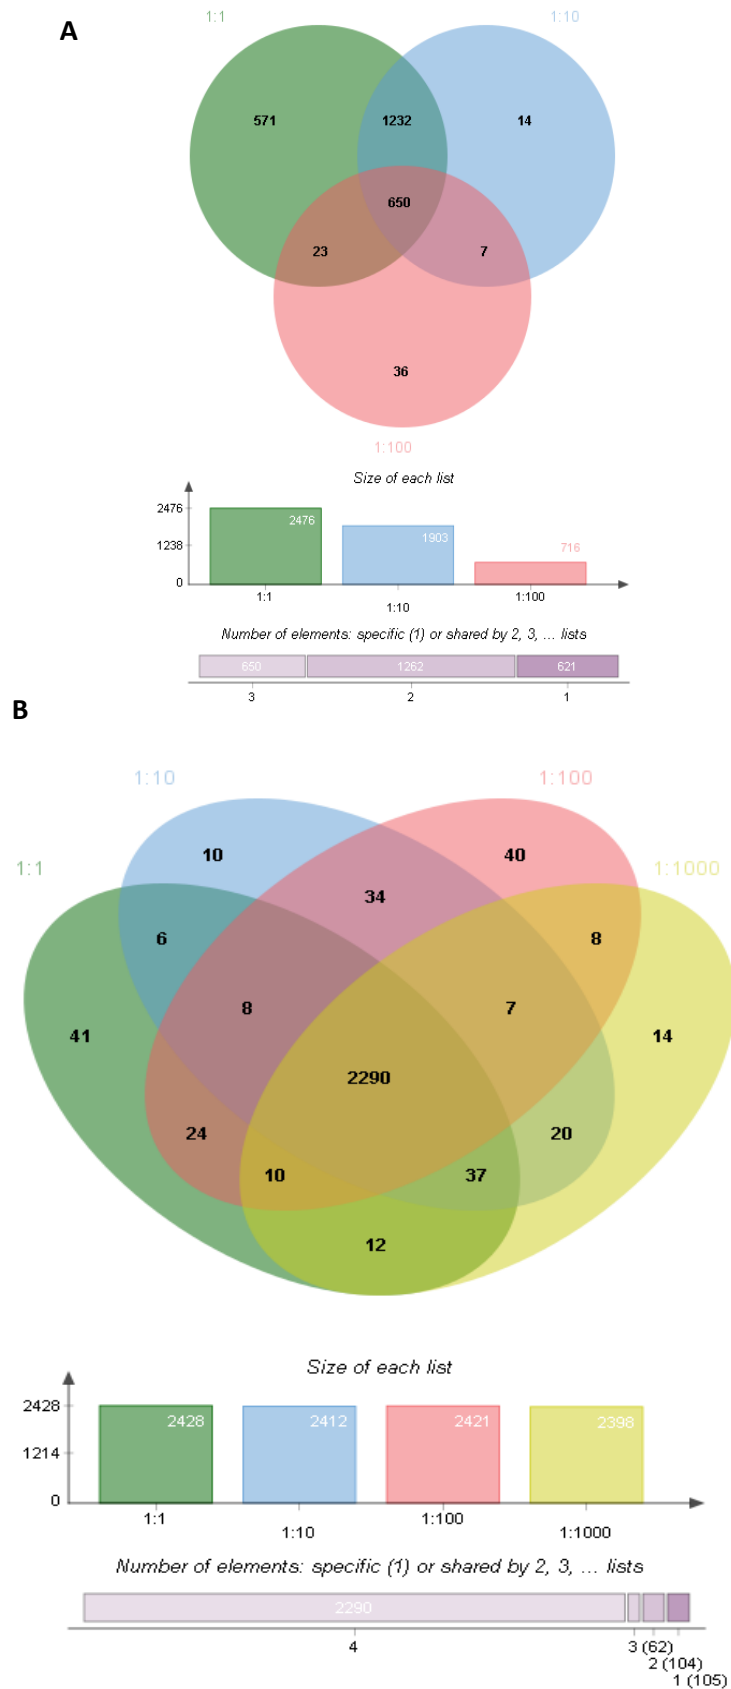 A
1:1 1:10
571 1232 14
650
23 7
36
1:100
Size of each list
2476
1238
0
2476 1903 716
1:1 1:10 1:100
Number of elements: specific (1) or shared by 2, 3, ... lists
650 1262 621
3 2 1
B
1:10 1:100
1:1 1:1000
10 40
34
6 8
8 7
41 14
2290
24 20
10 37
12
Size of each list
2428
1214
0
2428 2412 2421 2398
1:1 1:10 1:100 1:1000
Number of elements: specific (1) or shared by 2, 3, ... lists
2290
4 3 (62)
2 (104)
1 (105)